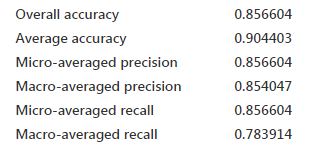 Overall accuracy 0.856604
Average accuracy 0.904403
Micro-averaged precision 0.856604
Macro-averaged precision 0.854047
Micro-averaged recall 0.856604
Macro-averaged recall 0.783914